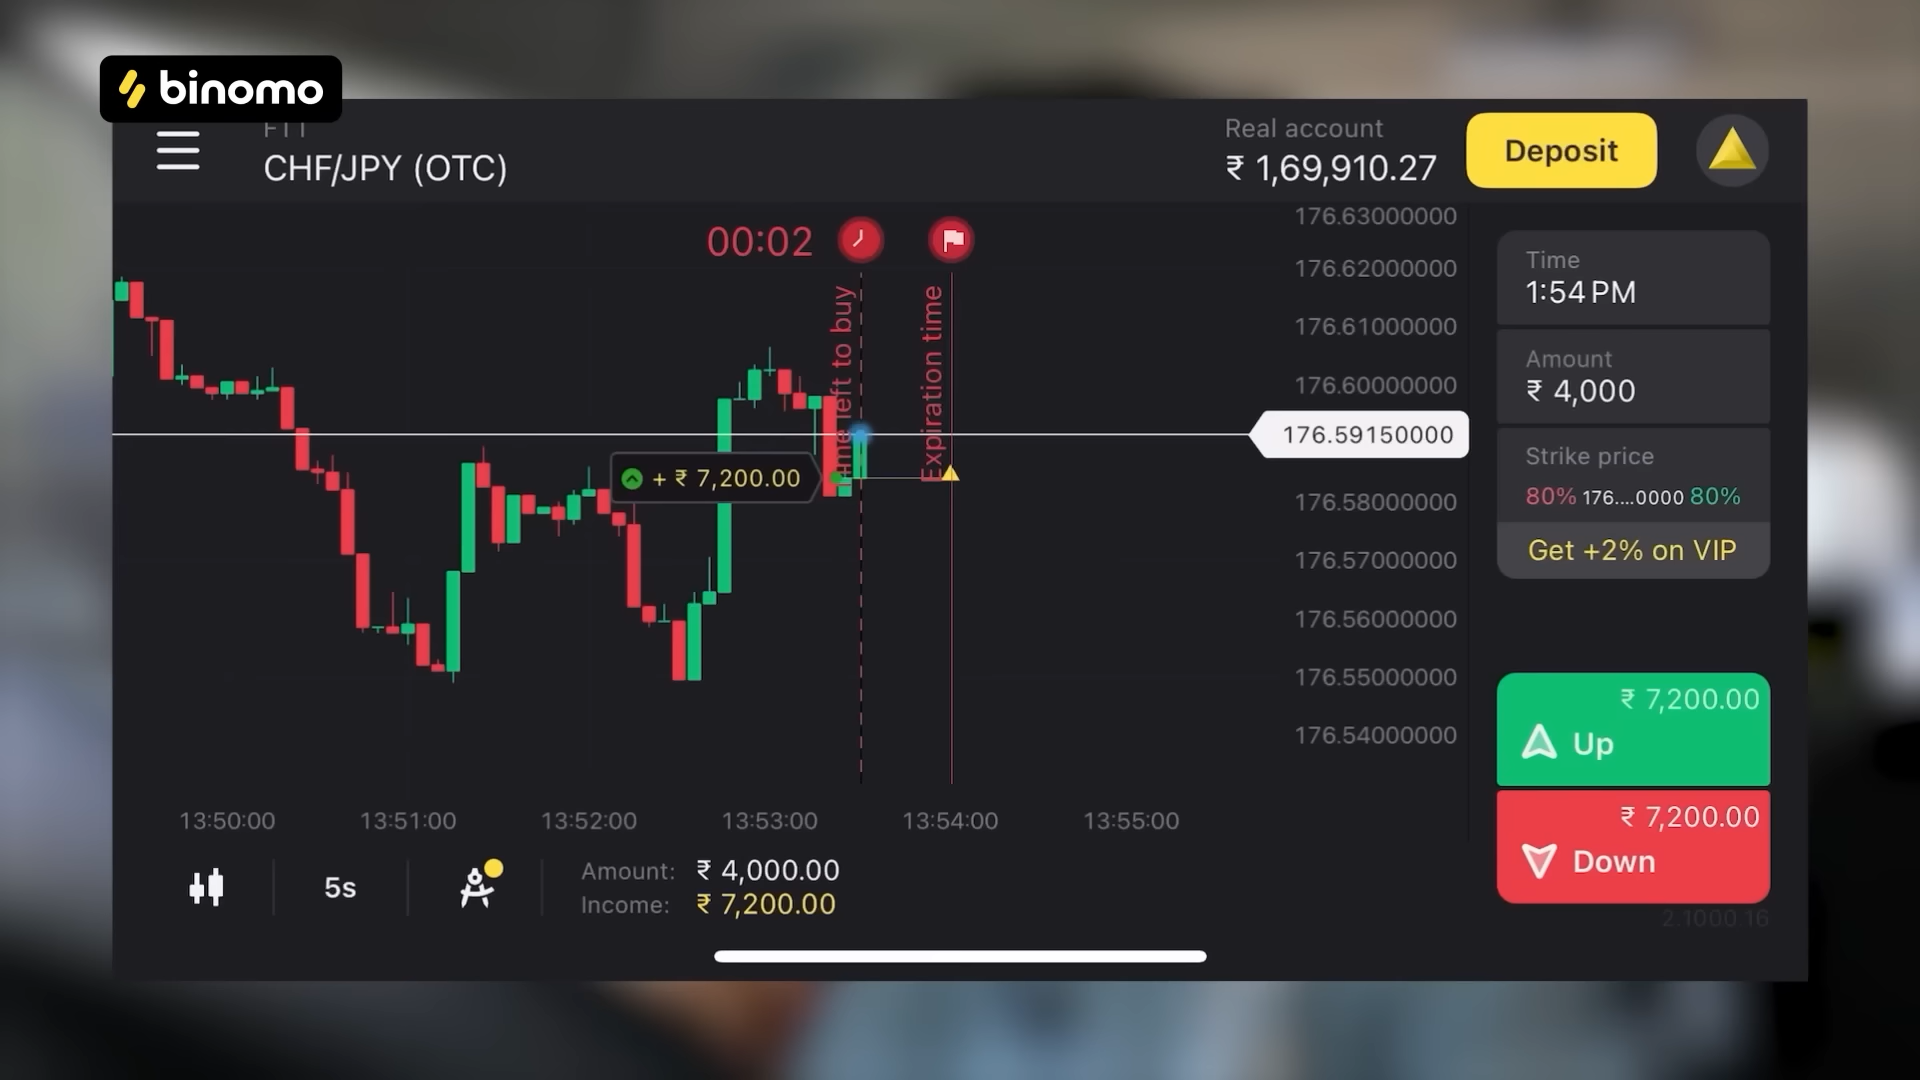 binomo
FTT
CHF/JPY (OTC)
Real account
₹ 1,69,910.27
Deposit
00:02
left to buy
Expiration time
+ ₹ 7,200.00
176.63000000
176.62000000
176.61000000
176.60000000
176.59150000
176.58000000
176.57000000
176.56000000
176.55000000
176.54000000
Time
1:54 PM
Amount
₹ 4,000
Strike price
80% 176....0000 80%
Get +2% on VIP
₹ 7,200.00
Up
₹ 7,200.00
Down
2.1000.16
13:50:00 13:51:00 13:52:00 13:53:00 13:54:00 13:55:00
5s
Amount: ₹ 4,000.00
Income: ₹ 7,200.00